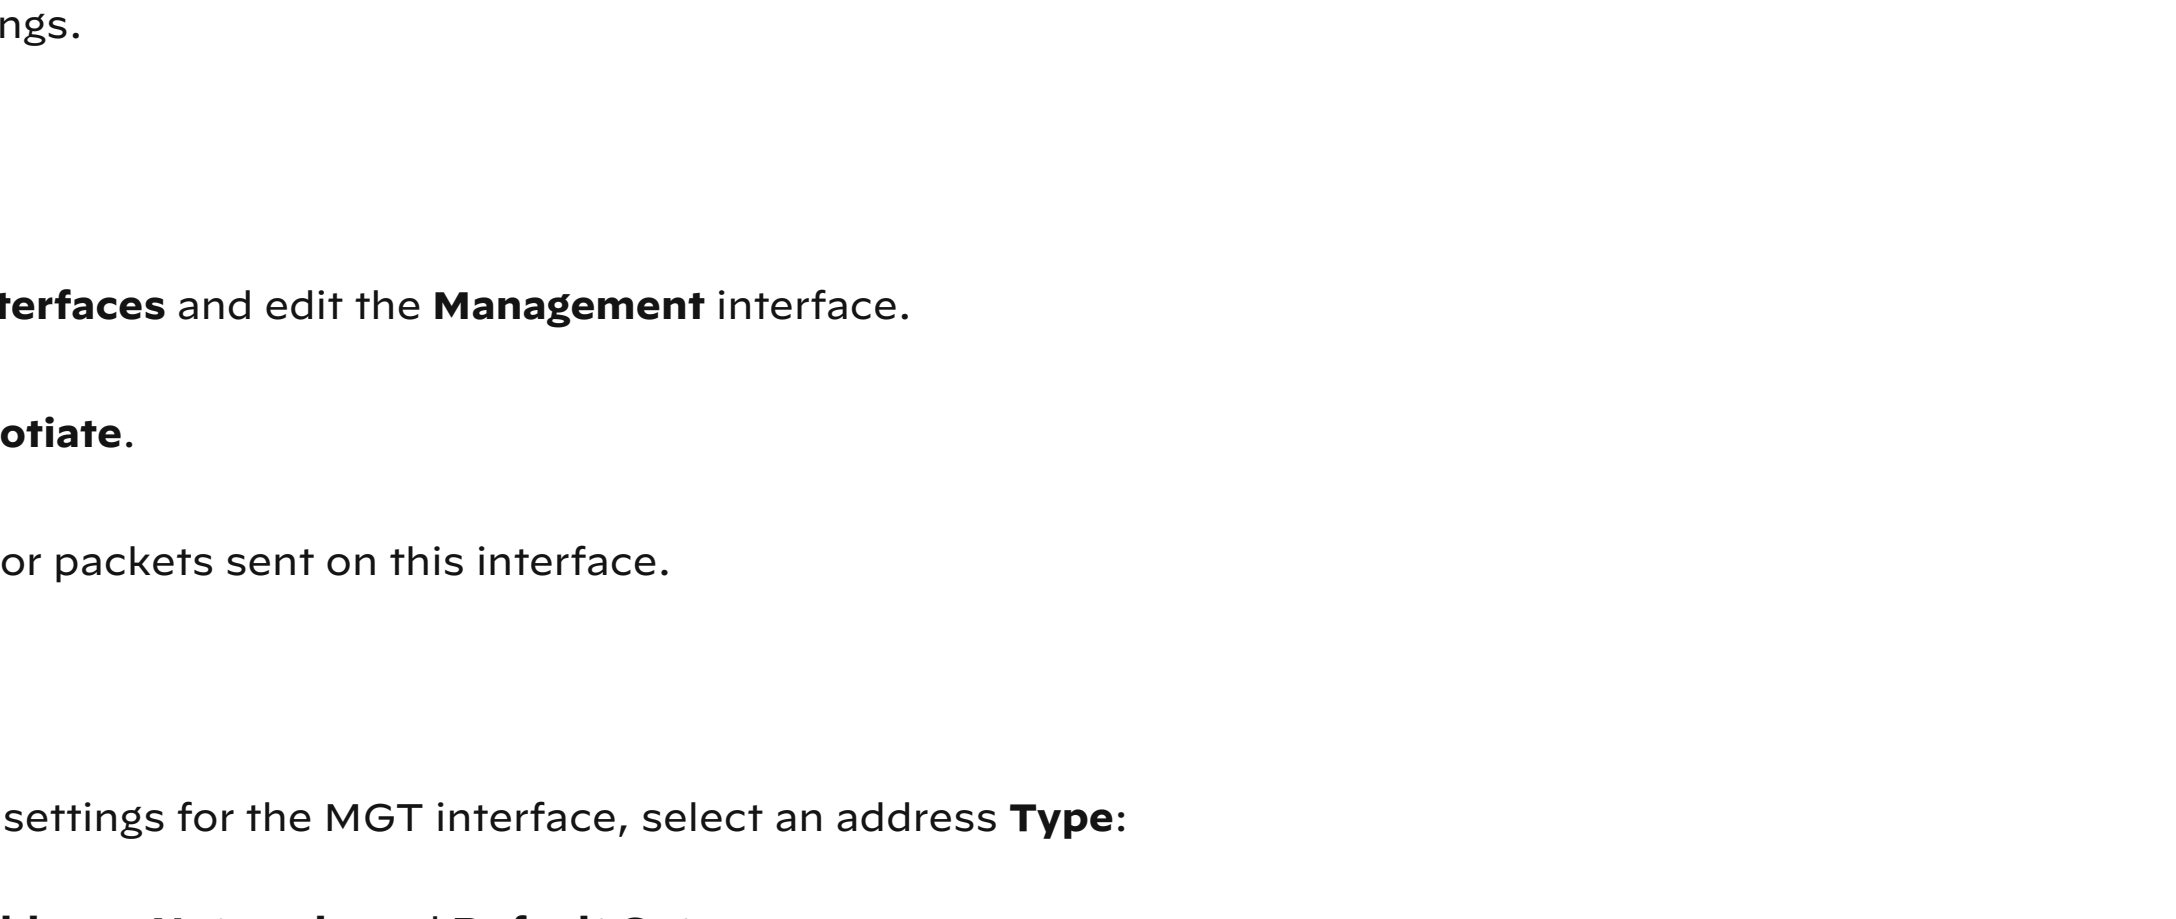 ngs.
terfaces and edit the Management interface.
otiate.
or packets sent on this interface.
settings for the MGT interface, select an address Type: